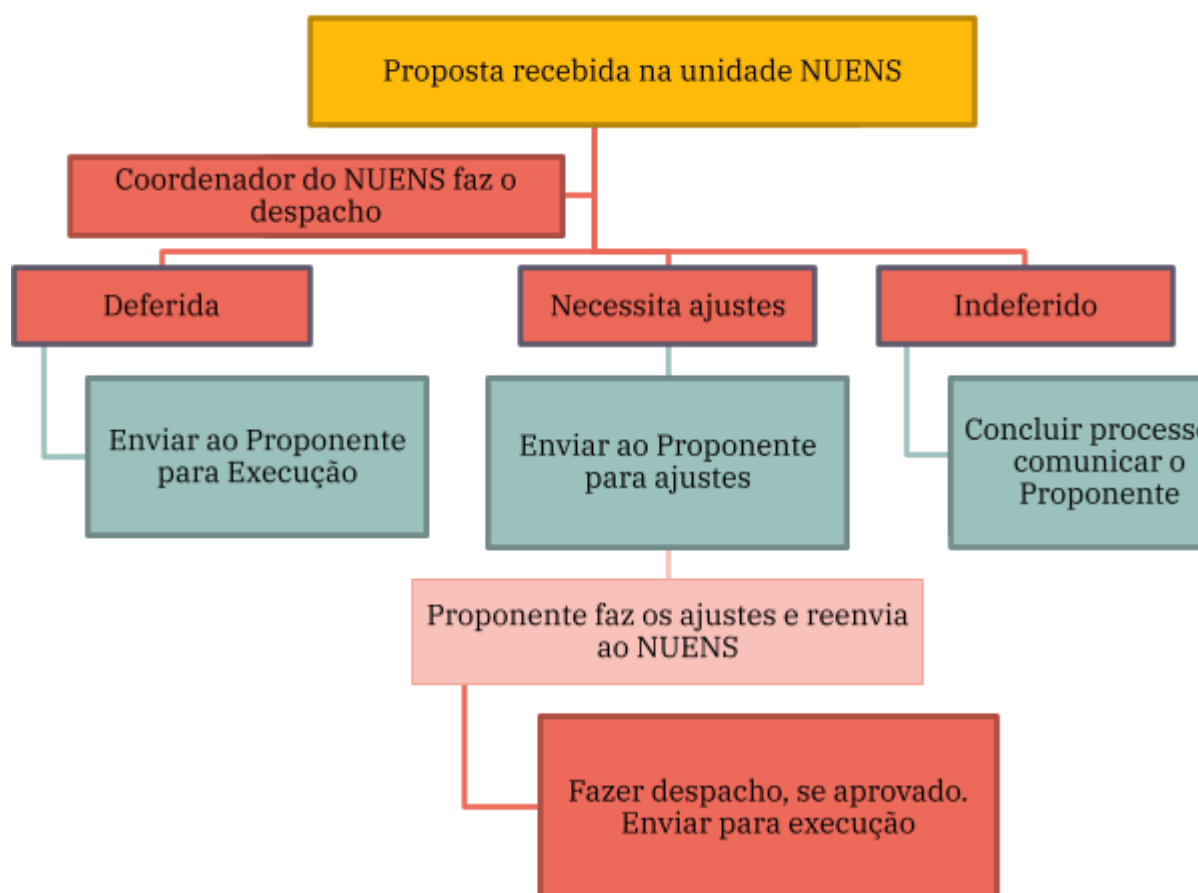 Proposta recebida na unidade NUENS
Coordenador do NUENS faz o
despacho
Deferida
Necessita ajustes
Indeferido
Enviar ao Proponente
para Execução
Enviar ao Proponente
para ajustes
Concluir processo
comunicar o
Proponente
Proponente faz os ajustes e reenvia
ao NUENS
Fazer despacho, se aprovado.
Enviar para execução